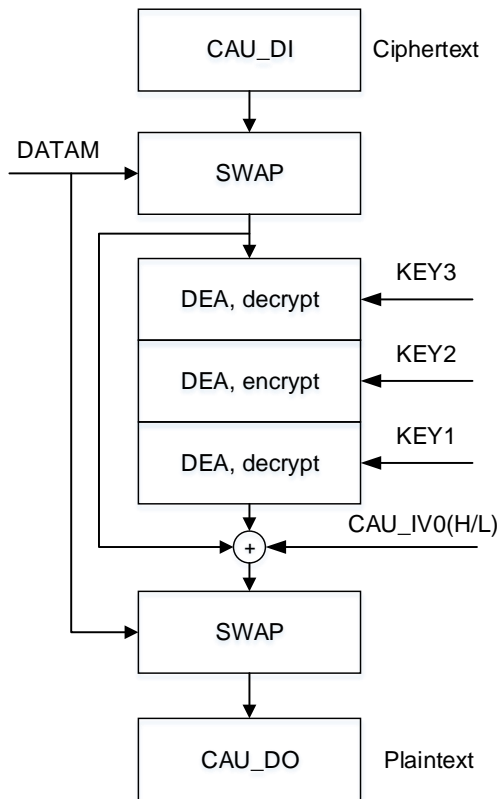 CAU_DI
Ciphertext
DATAM
SWAP
KEY3
DEA, decrypt
KEY2
DEA, encrypt
KEY1
DEA, decrypt
CAU_IV0(H/L)
+
SWAP
CAU_DO
Plaintext